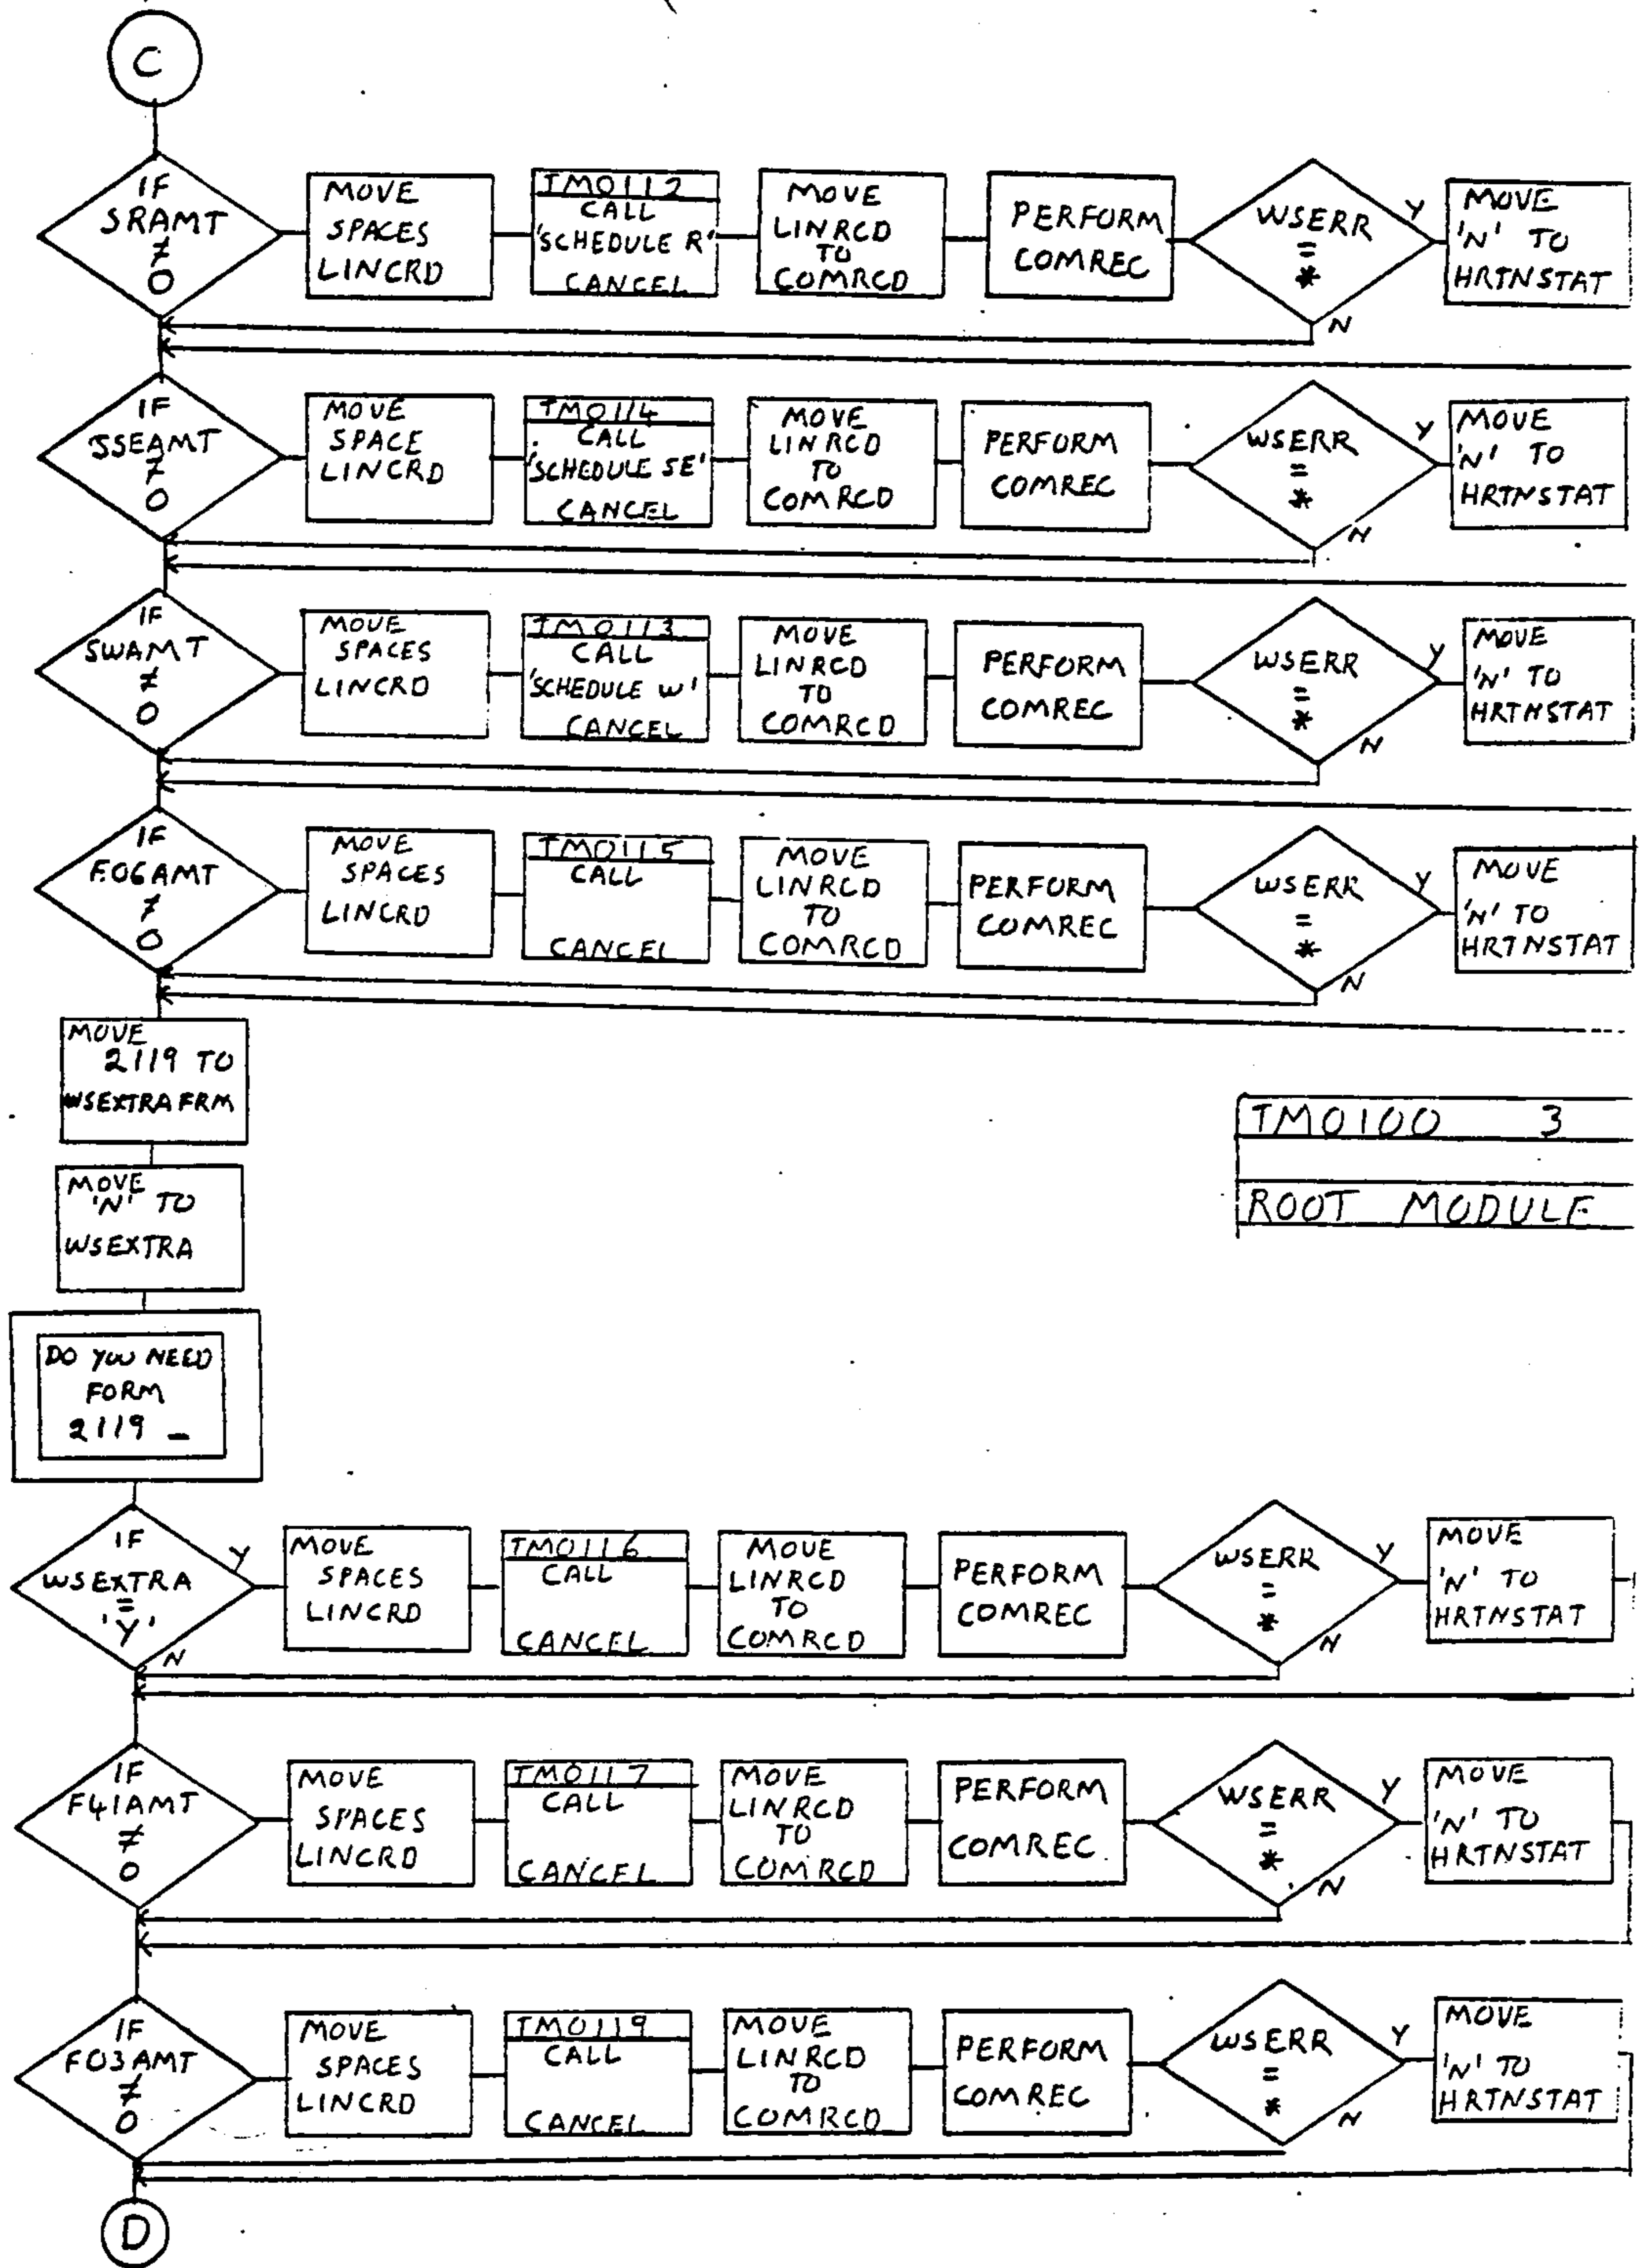 C
IF
SRAMT
≠
0
MOVE
SPACES
LINCRD
TM0112
CALL
'SCHEDULE R'
CANCEL
MOVE
LINRCD
TO
COMRCD
PERFORM
COMREC
WSERR
=
*
Y
N
MOVE
'N' TO
HRTNSTAT
IF
SSEAMT
≠
0
MOVE
SPACE
LINCRD
TM0114
CALL
'SCHEDULE SE'
CANCEL
MOVE
LINRCD
TO
COMRCD
PERFORM
COMREC
WSERR
=
*
Y
N
MOVE
'N' TO
HRTNSTAT
IF
SWAMT
≠
0
MOVE
SPACES
LINCRD
TM0113
CALL
'SCHEDULE W'
CANCEL
MOVE
LINRCD
TO
COMRCD
PERFORM
COMREC
WSERR
=
*
Y
N
MOVE
'N' TO
HRTNSTAT
IF
F06AMT
≠
0
MOVE
SPACES
LINCRD
TM0115
CALL
CANCEL
MOVE
LINRCD
TO
COMRCD
PERFORM
COMREC
WSERR
=
*
Y
N
MOVE
'N' TO
HRTNSTAT
MOVE
2119 TO
WSEXTRAFRM
TM0100 3
ROOT MODULE
MOVE
'N' TO
WSEXTRA
DO YOU NEED
FORM
2119 _
IF
WSEXTRA
=
'Y'
Y
N
MOVE
SPACES
LINCRD
TM0116
CALL
CANCEL
MOVE
LINRCD
TO
COMRCD
PERFORM
COMREC
WSERR
=
*
Y
N
MOVE
'N' TO
HRTNSTAT
IF
F41AMT
≠
0
MOVE
SPACES
LINCRD
TM0117
CALL
CANCEL
MOVE
LINRCD
TO
COMRCD
PERFORM
COMREC.
WSERR
=
*
Y
N
MOVE
'N' TO
HRTNSTAT
IF
F03AMT
≠
0
MOVE
SPACES
LINCRD
TM0119
CALL
CANCEL
MOVE
LINRCD
TO
COMRCD
PERFORM
COMREC
WSERR
=
*
Y
N
MOVE
'N' TO
HRTNSTAT
D